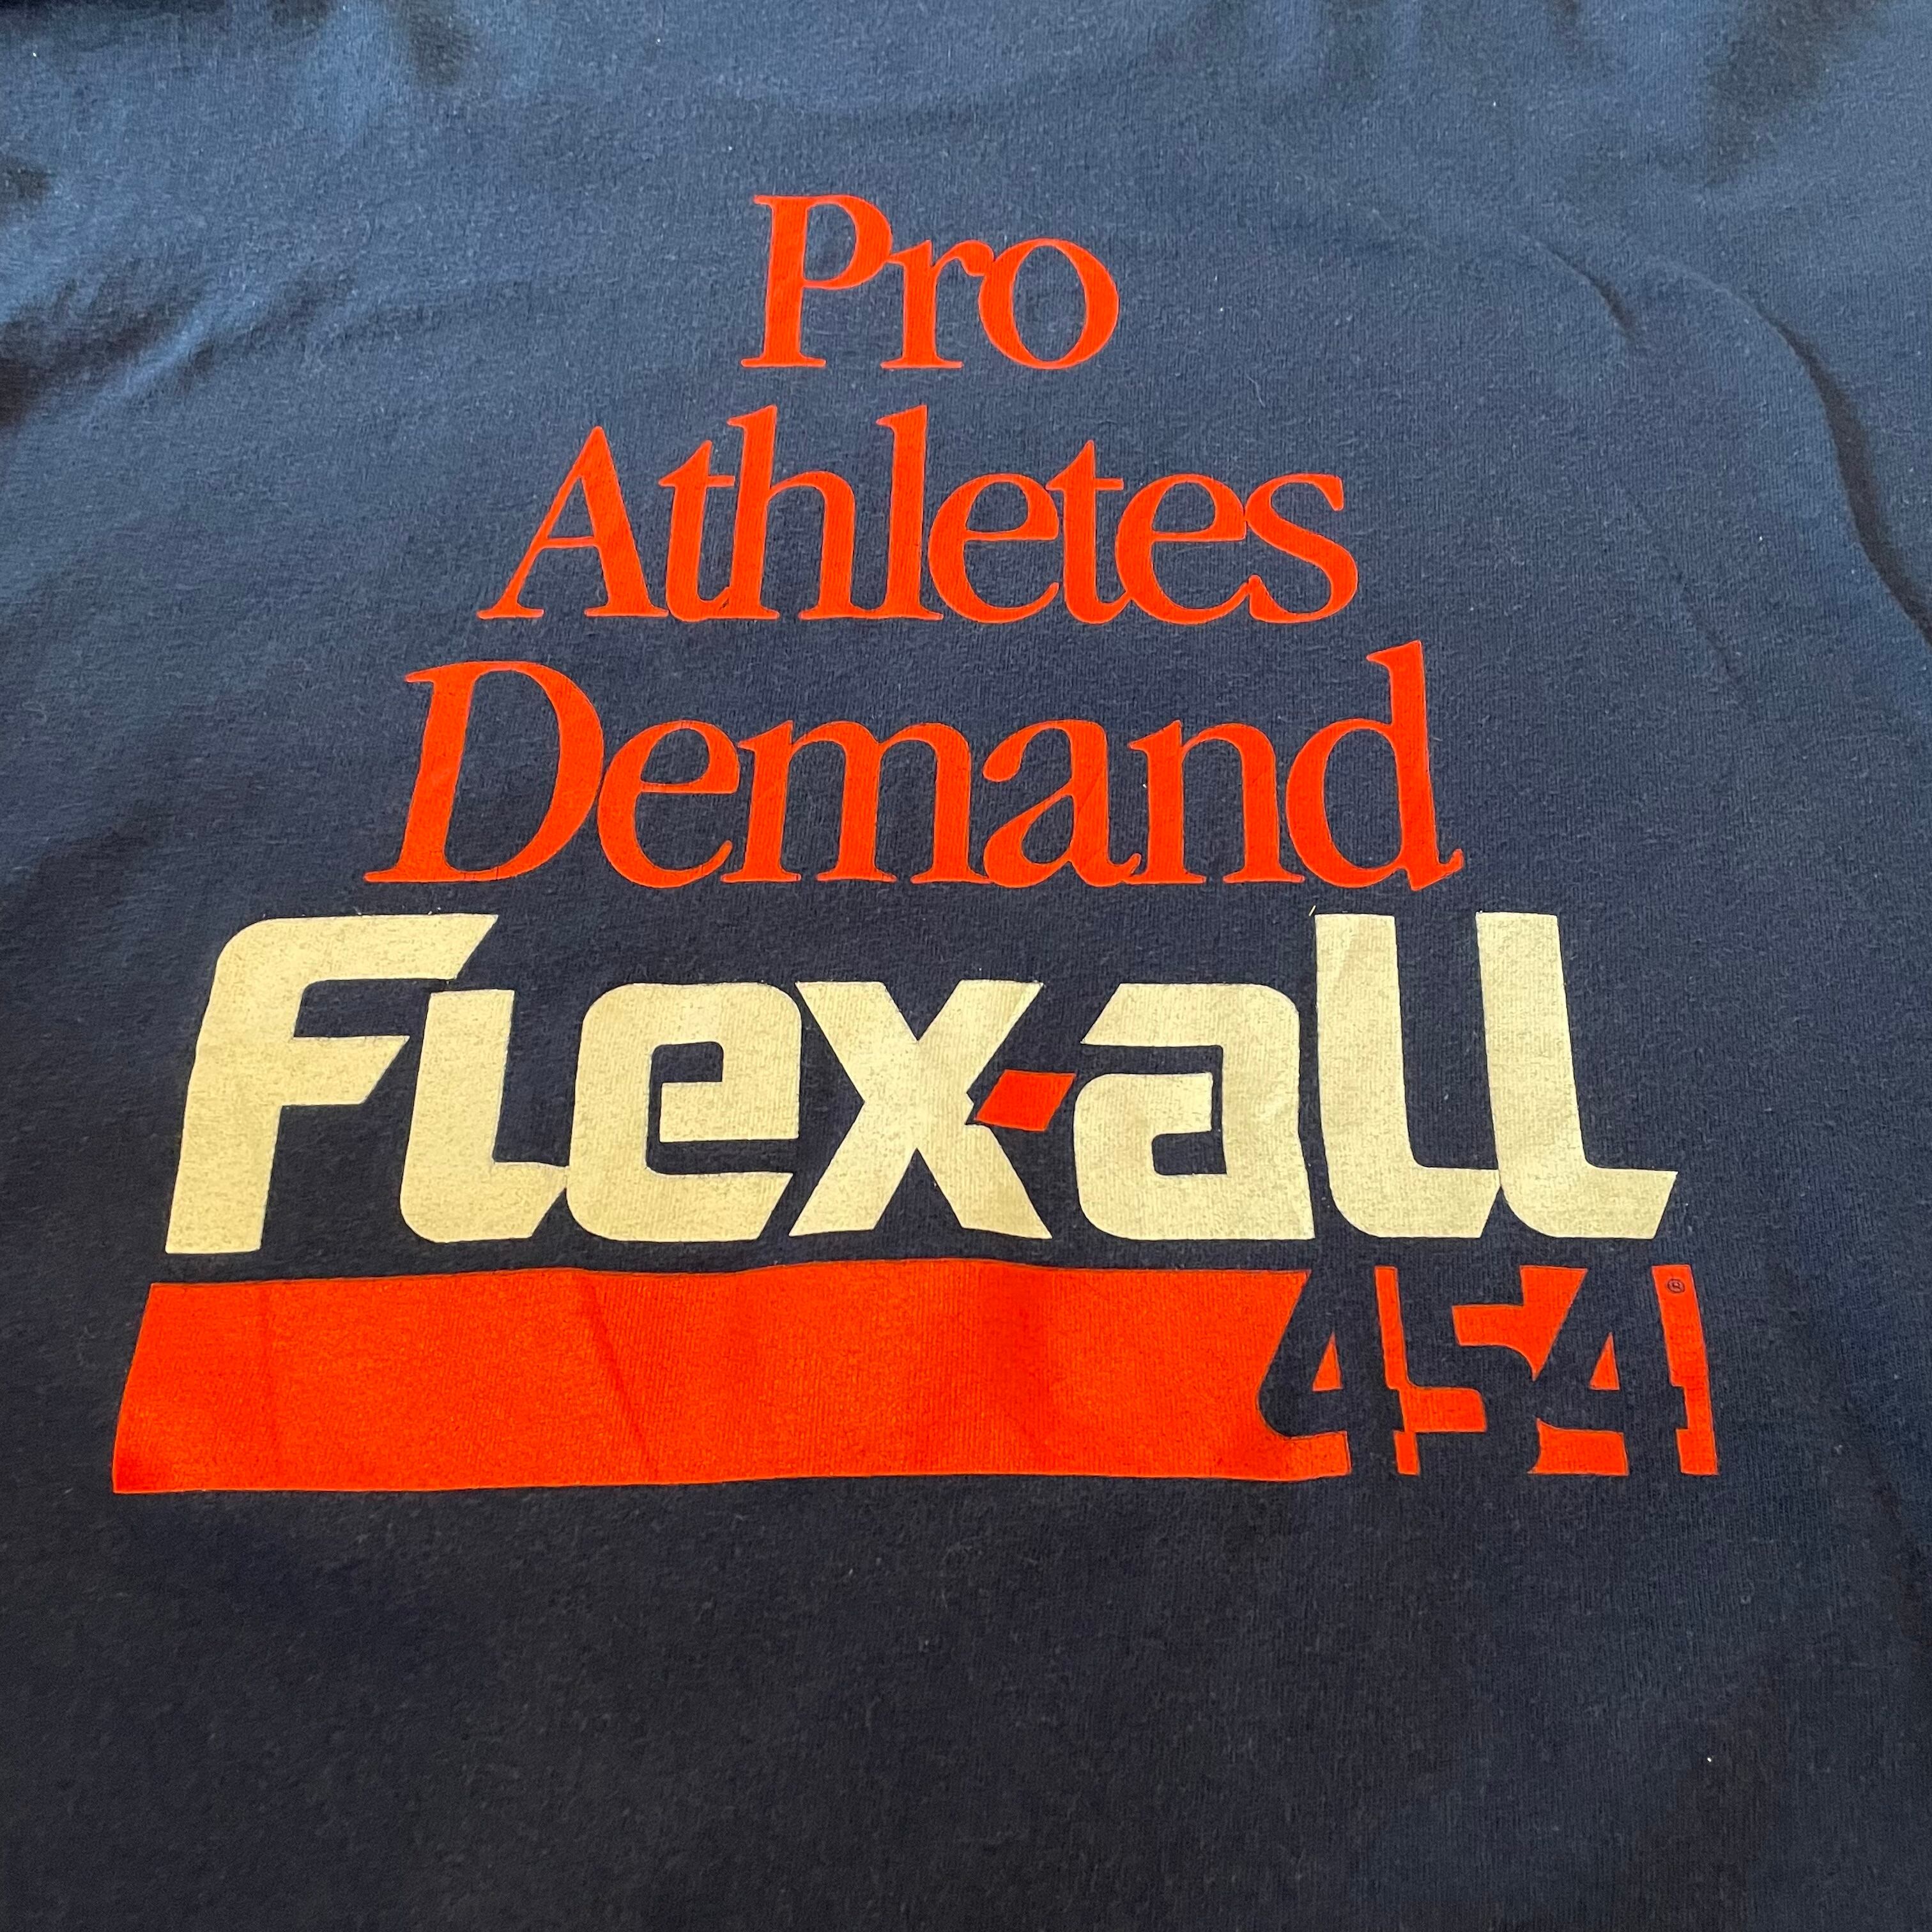 Pro
Athletes
Demand
Flex-all
454®